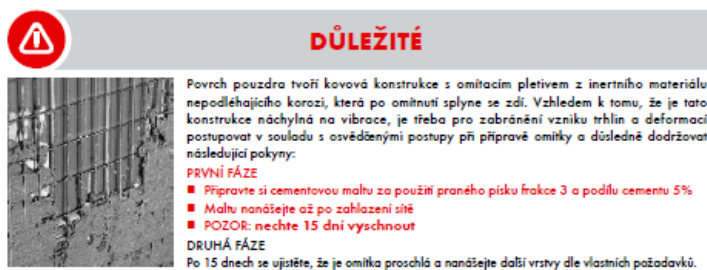 DŮLEŽITÉ
Povrch pouzdra tvoří kovová konstrukce s omítacím pletivem z inertního materiálu
nepodléhajícího korozi, která po omítnutí splyne se zdí. Vzhledem k tomu, že je tato
konstrukce náchylná na vibrace, je třeba pro zabránění vzniku trhlin a deformací
postupovat v souladu s osvědčenými postupy při přípravě omítky a důsledně dodržovat
následující pokyny:
PRVNÍ FÁZE
■ Připravte si cementovou maltu za použití praného písku frakce 3 a podílu cementu 5%
■ Maltu nanášejte až po zahlazení sítě
■ POZOR: nechte 15 dní vyschnout
DRUHÁ FÁZE
Po 15 dnech se ujistěte, že je omítka proschlá a nanášejte další vrstvy dle vlastních požadavků.